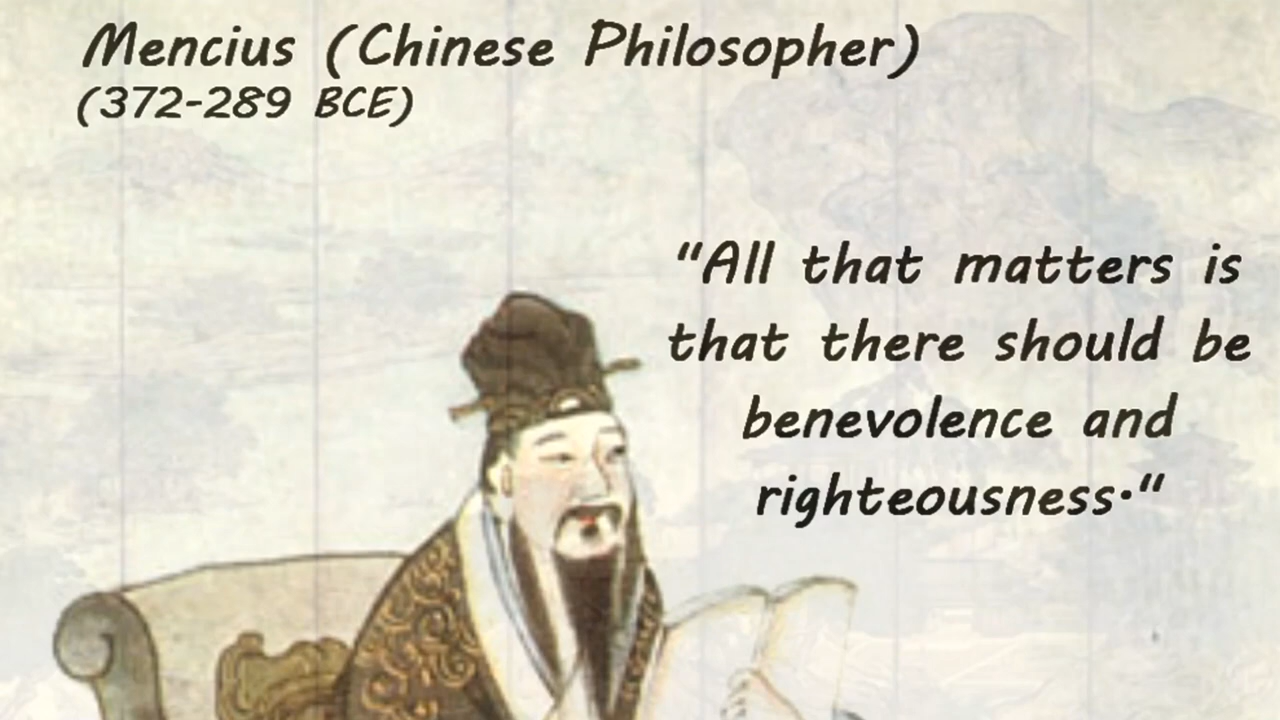 Mencius (Chinese Philosopher)
(372-289 BCE)
“All that matters is
that there should be
benevolence and
righteousness·“